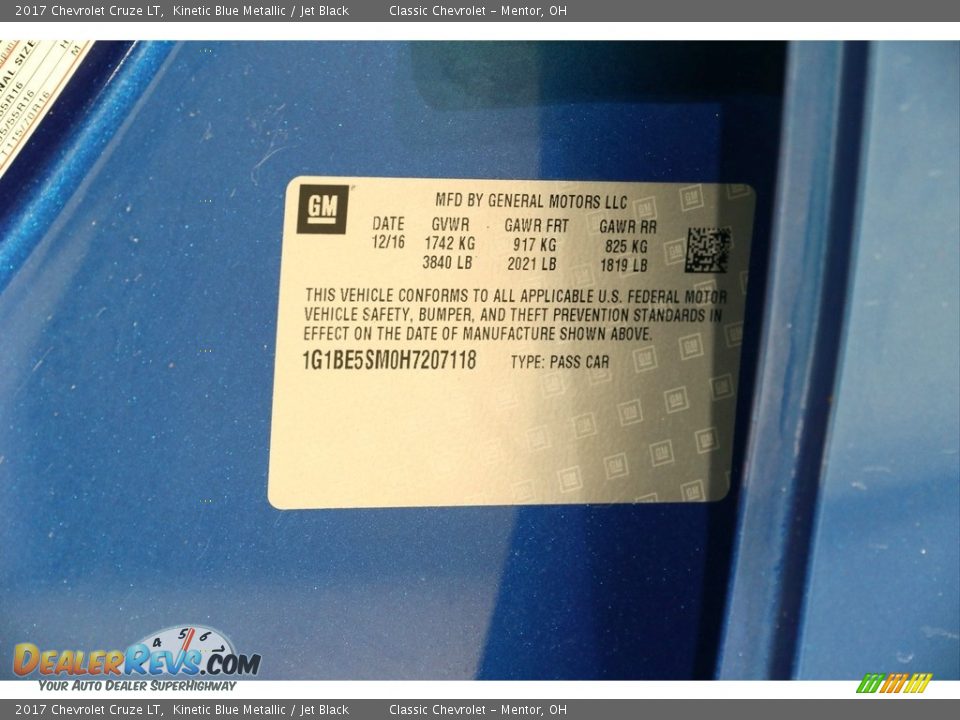 2017 Chevrolet Cruze LT, Kinetic Blue Metallic / Jet Black Classic Chevrolet – Mentor, OH
GM
MFD BY GENERAL MOTORS LLC
DATE GVWR GAWR FRT GAWR RR
12/16 1742 KG 917 KG 825 KG
3840 LB 2021 LB 1819 LB
THIS VEHICLE CONFORMS TO ALL APPLICABLE U.S. FEDERAL MOTOR
VEHICLE SAFETY, BUMPER, AND THEFT PREVENTION STANDARDS IN
EFFECT ON THE DATE OF MANUFACTURE SHOWN ABOVE.
1G1BE5SM0H7207118 TYPE: PASS CAR
4 5 6 7
DEALERREVS.COM
YOUR AUTO DEALER SUPERHIGHWAY
2017 Chevrolet Cruze LT, Kinetic Blue Metallic / Jet Black Classic Chevrolet – Mentor, OH